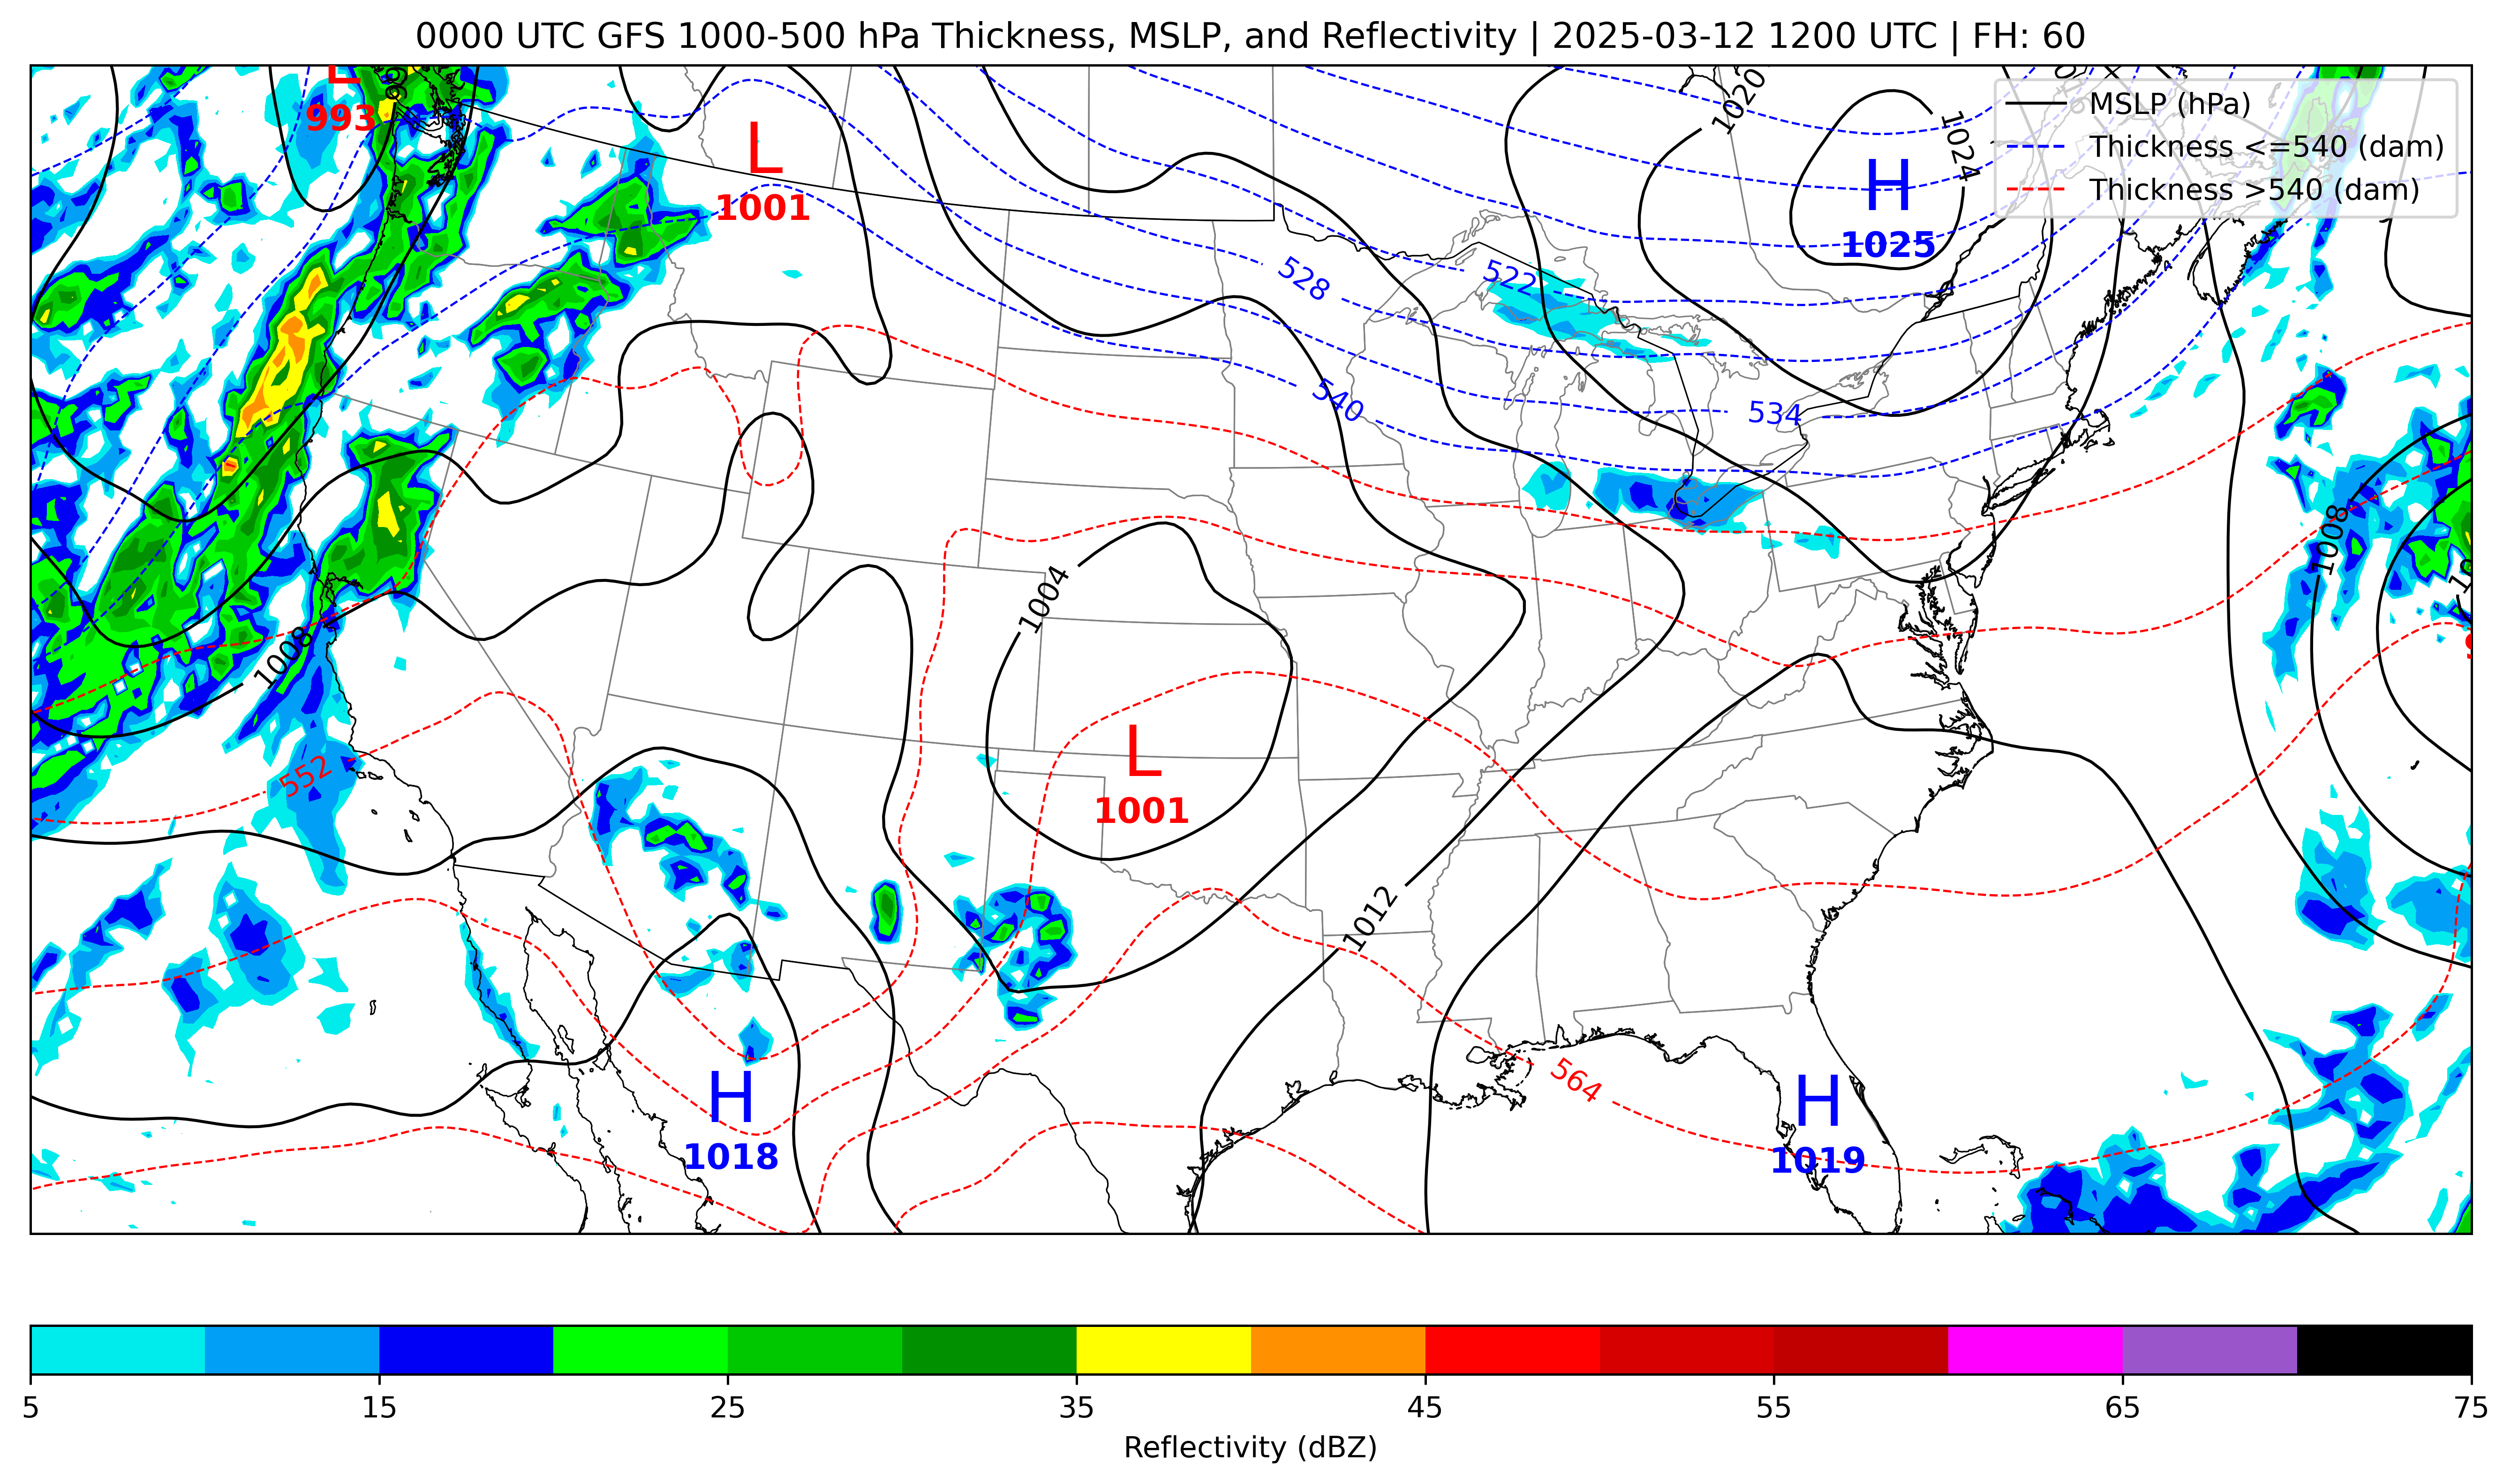 0000 UTC GFS 1000-500 hPa Thickness, MSLP, and Reflectivity | 2025-03-12 1200 UTC | FH: 60
MSLP (hPa)
Thickness <=540 (dam)
Thickness >540 (dam)
L
993
L
1001
1020
1024
H
1025
528
522
540
534
1008
1004
1008
552
L
1001
1012
564
H
1018
H
1019
5 15 25 35 45 55 65 75
Reflectivity (dBZ)